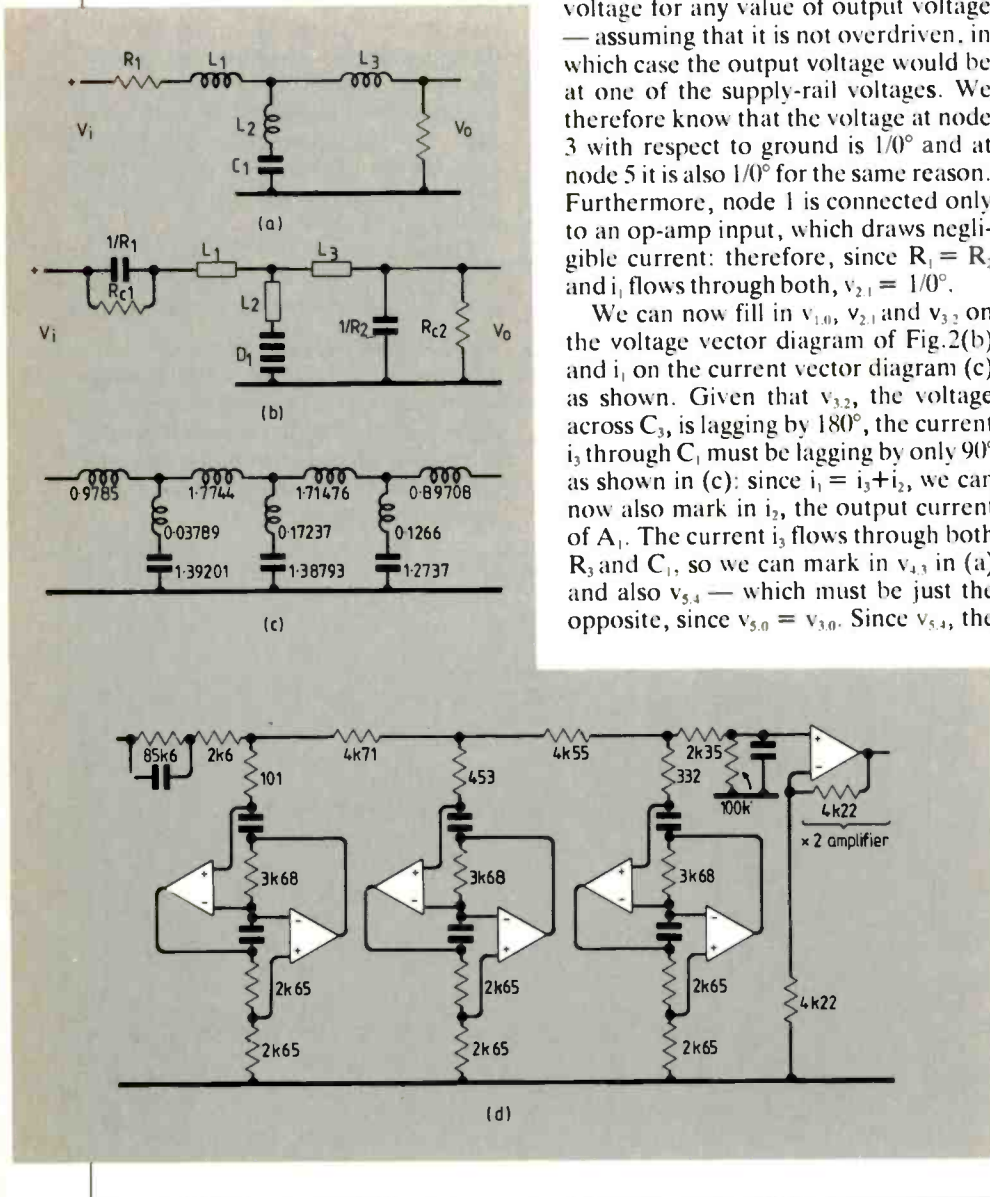 voltage for any value of output voltage
— assuming that it is not overdriven, in
which case the output voltage would be
at one of the supply-rail voltages. We
therefore know that the voltage at node
3 with respect to ground is 1/0° and at
node 5 it is also 1/0° for the same reason.
Furthermore, node 1 is connected only
to an op-amp input, which draws negli-
gible current: therefore, since R₁ = R₂
and i₁ flows through both, v₂.₁ = 1/0°.
We can now fill in v₁.₀, v₂.₁ and v₃.₂ on
the voltage vector diagram of Fig.2(b)
and i₁ on the current vector diagram (c)
as shown. Given that v₃.₂, the voltage
across C₃, is lagging by 180°, the current
i₃ through C₁ must be lagging by only 90°
as shown in (c): since i₁ = i₃+i₂, we can
now also mark in i₂, the output current
of A₁. The current i₃ flows through both
R₃ and C₁, so we can mark in v₄.₃ in (a)
and also v₅.₄ — which must be just the
opposite, since v₅.₀ = v₃.₀. Since v₅.₄, the
R₁ L₁ L₃
+
Vᵢ L₂ Vₒ
C₁
(a)
1/R₁
L₁ L₃
+
Rc1
L₂
Vᵢ 1/R₂ Rc2 Vₒ
D₁
(b)
0·9785 1·7744 1·71476 0·89708
0·03789 0·17237 0·1266
1·39201 1·38793 1·2737
(c)
85k6 2k6 4k71 4k55 2k35
101 453 332 100k
+ −
4k22
× 2 amplifier
3k68 3k68 3k68
+ − − + + − − + + − − +
2k65 2k65 2k65
4k22
2k65 2k65 2k65
(d)